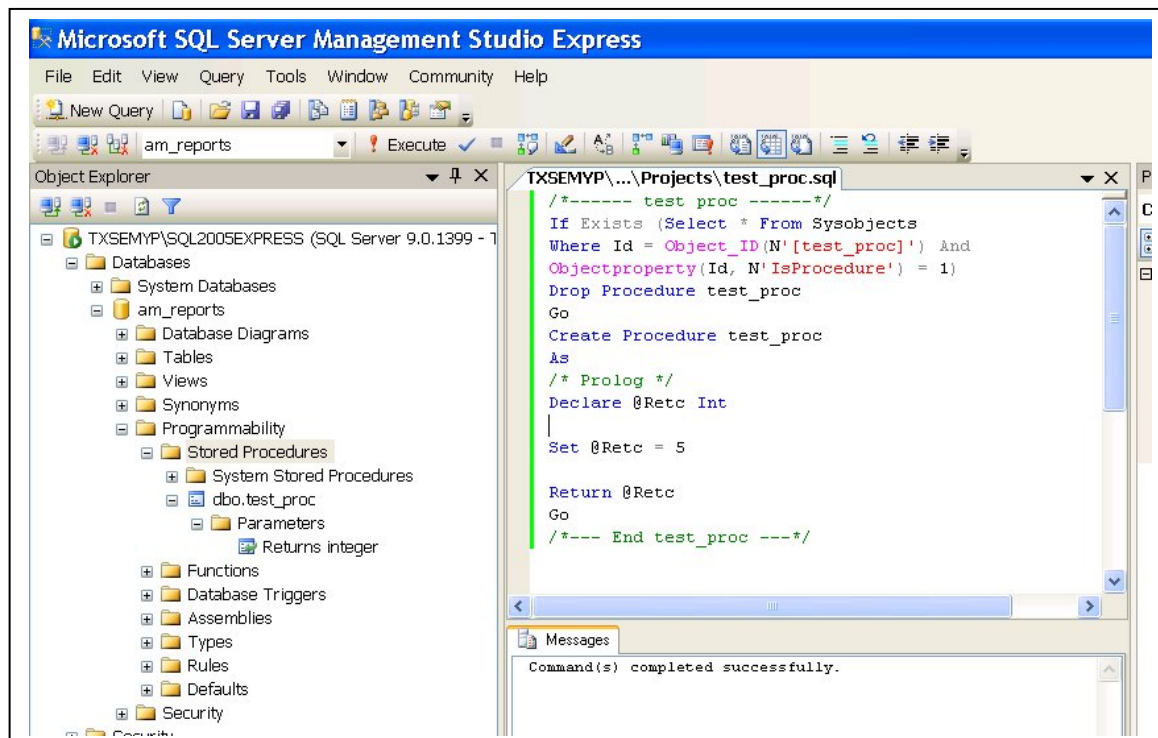 Microsoft SQL Server Management Studio Express
File Edit View Query Tools Window Community Help
New Query
am_reports Execute
Object Explorer
TXSEMYP\SQL2005EXPRESS (SQL Server 9.0.1399 - T
Databases
System Databases
am_reports
Database Diagrams
Tables
Views
Synonyms
Programmability
Stored Procedures
System Stored Procedures
dbo.test_proc
Parameters
Returns integer
Functions
Database Triggers
Assemblies
Types
Rules
Defaults
Security
Security
TXSEMYP\...\Projects\test_proc.sql
/*------ test proc ------*/
If Exists (Select * From Sysobjects
Where Id = Object_ID(N'[test_proc]') And
Objectproperty(Id, N'IsProcedure') = 1)
Drop Procedure test_proc
Go
Create Procedure test_proc
As
/* Prolog */
Declare @Retc Int
Set @Retc = 5
Return @Retc
Go
/*--- End test_proc ---*/
Messages
Command(s) completed successfully.
P
C